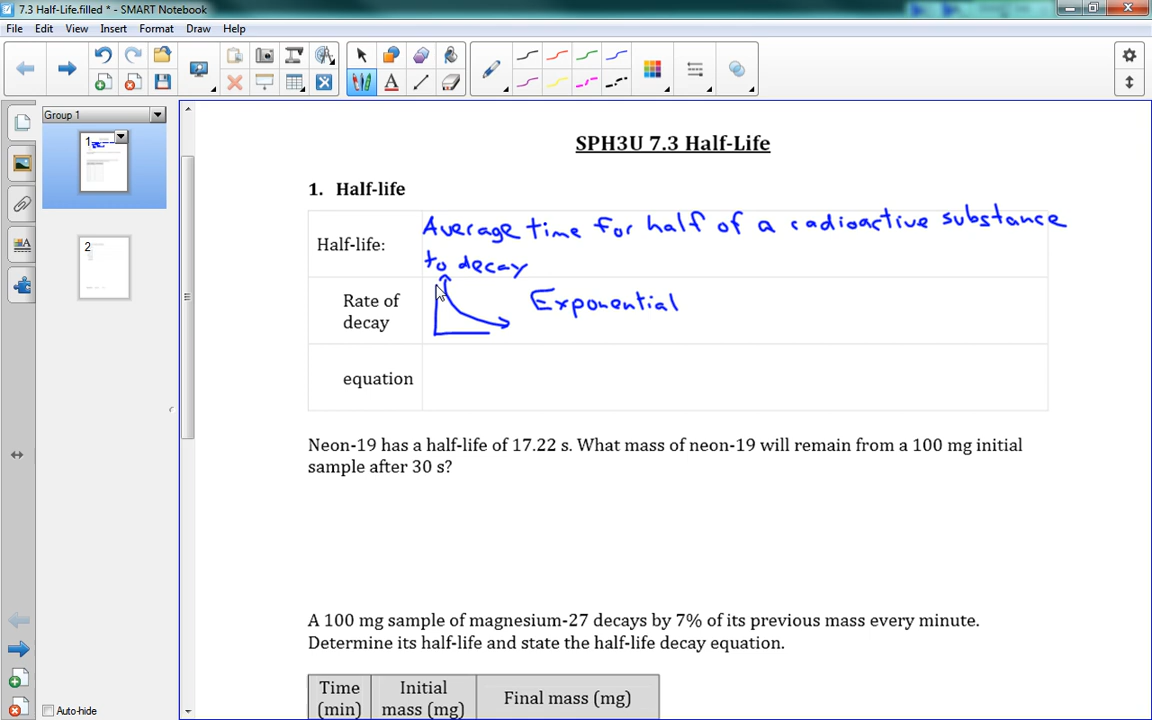 7.3 Half-Life.filled * - SMART Notebook
File Edit View Insert Format Draw Help
Group 1
1
2
Auto-hide
SPH3U 7.3 Half-Life
1. Half-life
Half-life:
Average time for half of a radioactive substance
to decay
Rate of
decay
Exponential
equation
Neon-19 has a half-life of 17.22 s. What mass of neon-19 will remain from a 100 mg initial
sample after 30 s?
A 100 mg sample of magnesium-27 decays by 7% of its previous mass every minute.
Determine its half-life and state the half-life decay equation.
Time
(min)
Initial
mass (mg)
Final mass (mg)